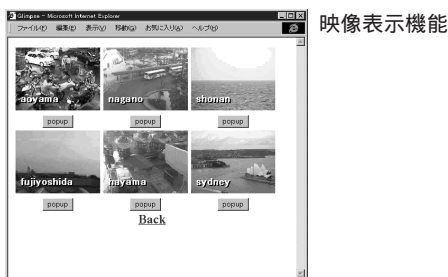 Glimpse - Microsoft Internet Explorer
ファイル(F) 編集(E) 表示(V) 移動(G) お気に入り(A) ヘルプ(H)
映像表示機能
aoyama nagano shonan
popup popup popup
fujiyoshida hayama sydney
popup popup popup
Back